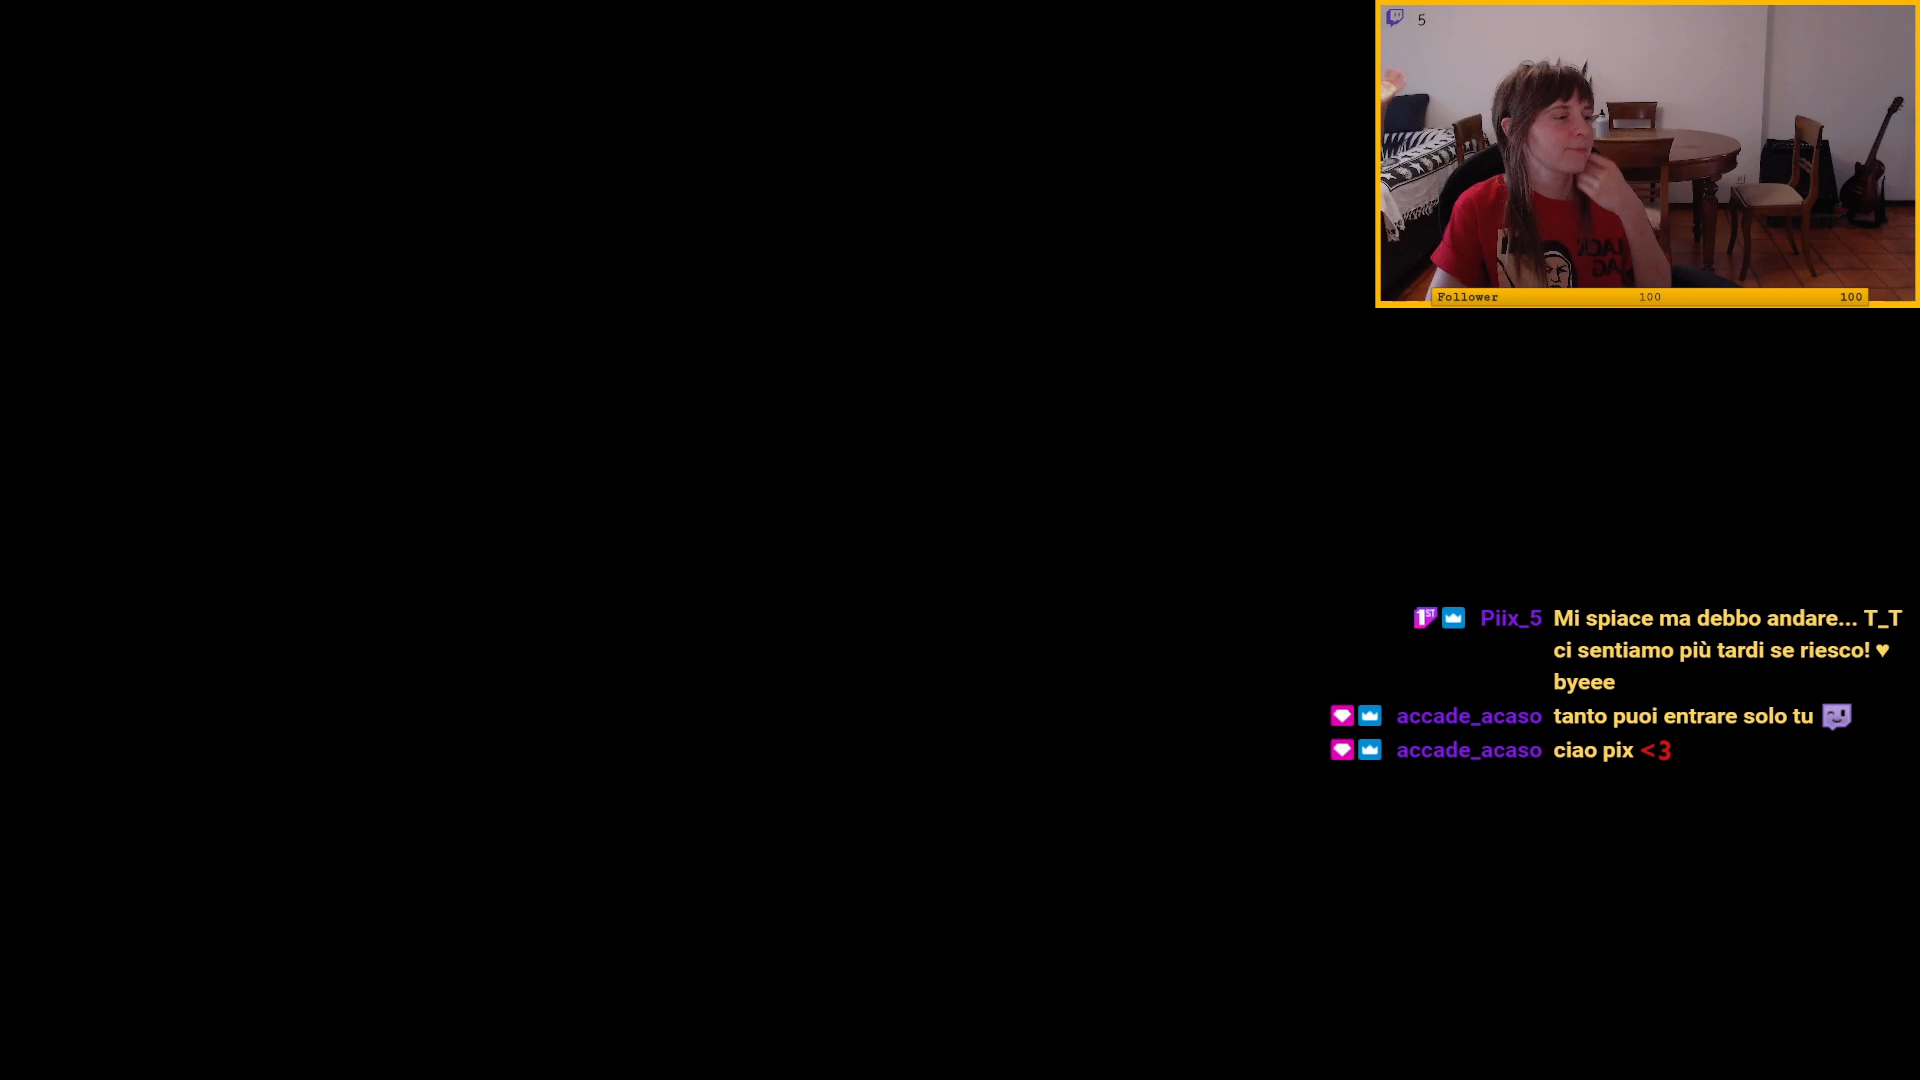 5
Follower 100 100
Piix_5 Mi spiace ma debbo andare... T_T
ci sentiamo più tardi se riesco! ♥
byeee
accade_acaso tanto puoi entrare solo tu
accade_acaso ciao pix <3